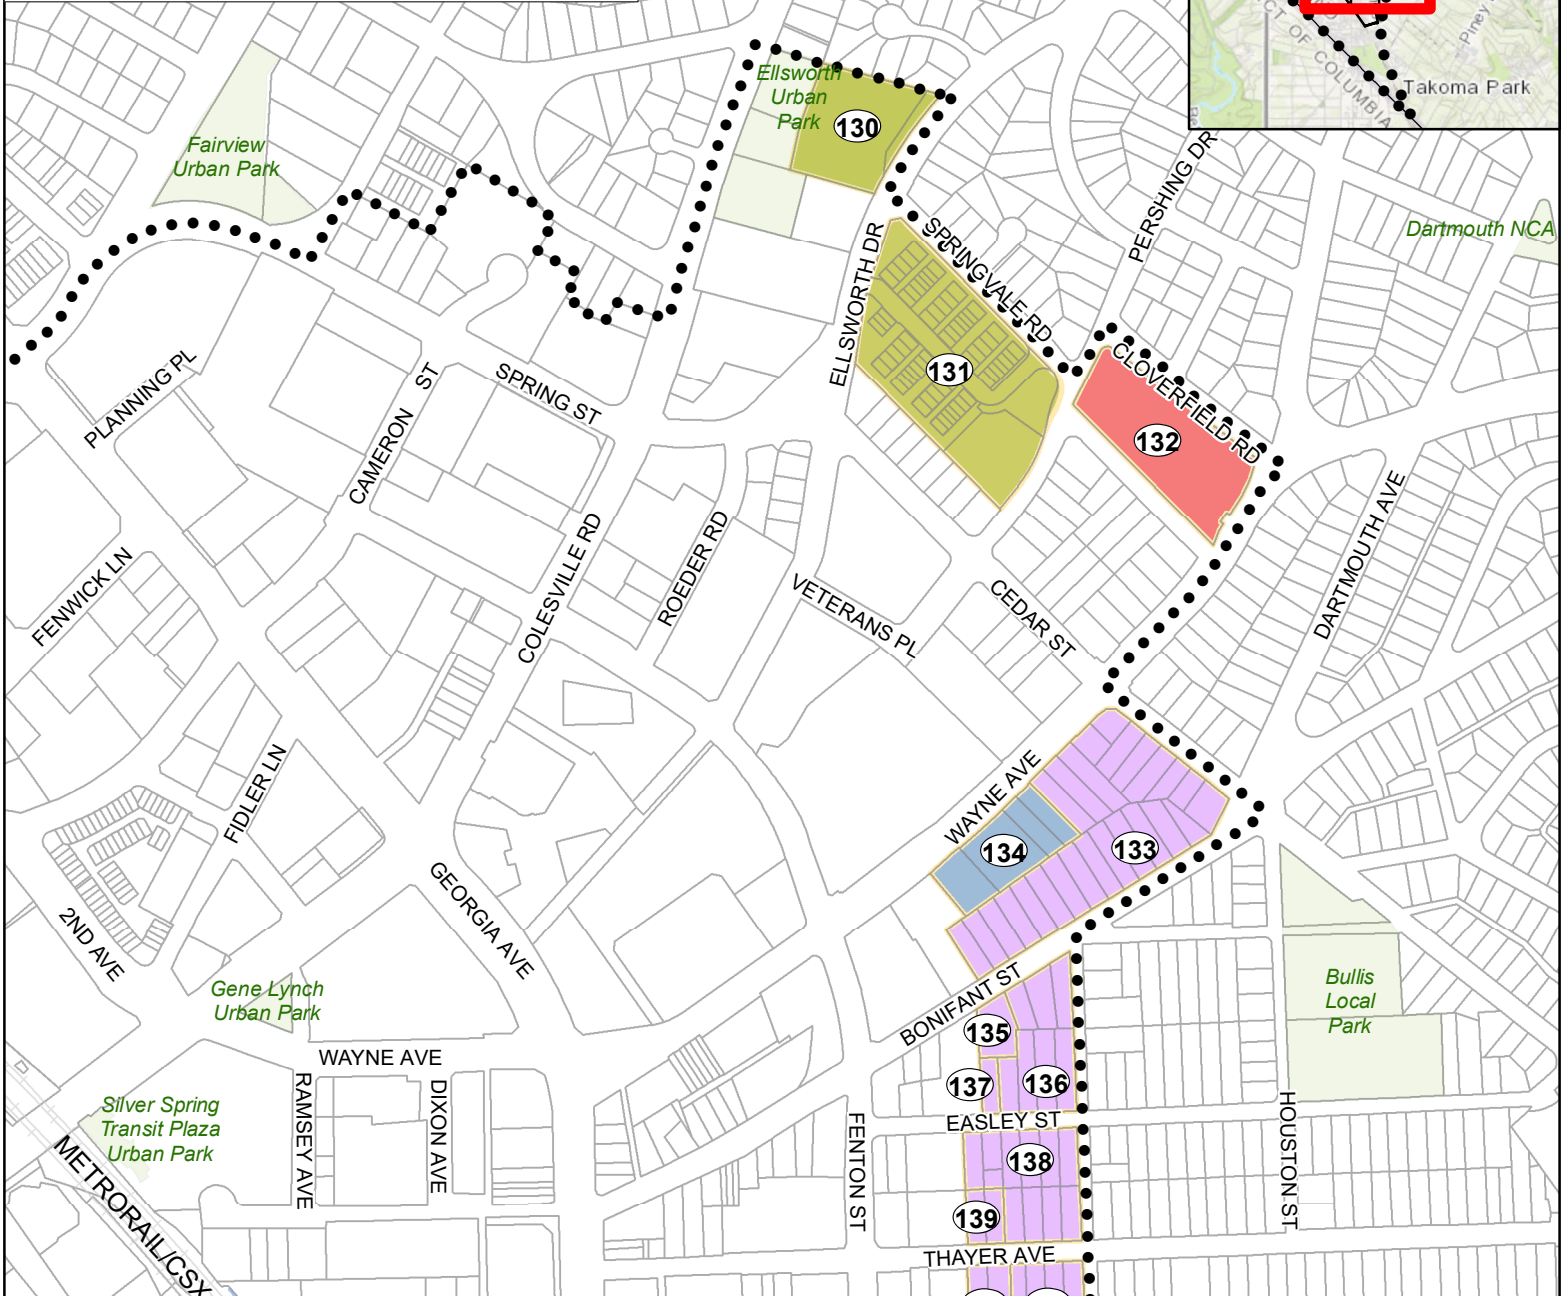 CT OF COLUMBIA
Piney
Takoma Park
Ellsworth
Urban
Park
130
Fairview
Urban Park
PERSHING DR
Dartmouth NCA
SPRINGVALE RD
ELLSWORTH DR
131
CLOVERFIELD RD
132
PLANNING PL
CAMERON ST
SPRING ST
COLESVILLE RD
ROEDER RD
DARTMOUTH AVE
FENWICK LN
VETERANS PL
CEDAR ST
FIDLER LN
WAYNE AVE
134
133
GEORGIA AVE
2ND AVE
Gene Lynch
Urban Park
BONIFANT ST
135
Bullis
Local
Park
WAYNE AVE
137
136
RAMSEY AVE
DIXON AVE
Silver Spring
Transit Plaza
Urban Park
EASLEY ST
FENTON ST
HOUSTON ST
138
METRORAIL/CSX
139
THAYER AVE